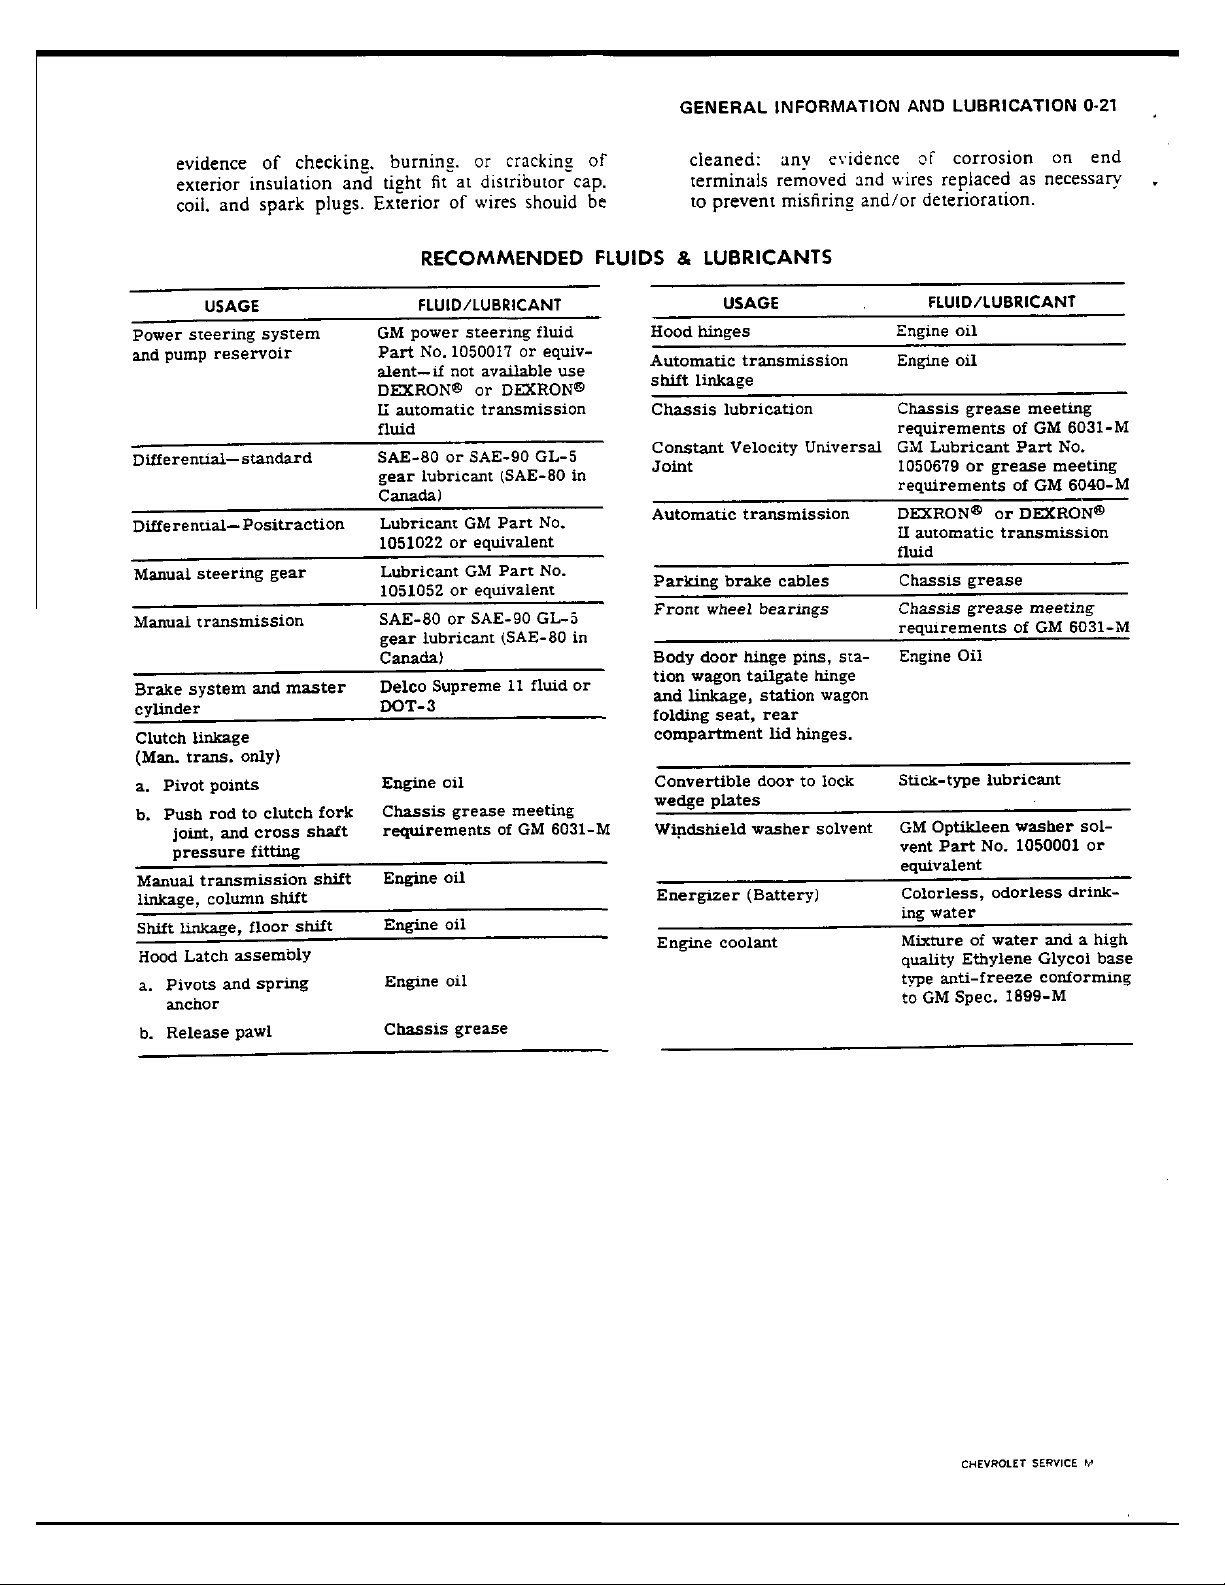 GENERAL INFORMATION AND LUBRICATION 0-21
evidence of checking, burning, or cracking of
exterior insulation and tight fit at distributor cap,
coil, and spark plugs. Exterior of wires should be
cleaned; any evidence of corrosion on end
terminals removed and wires replaced as necessary
to prevent misfiring and/or deterioration.
RECOMMENDED FLUIDS & LUBRICANTS
USAGE FLUID/LUBRICANT
Power steering system GM power steering fluid
and pump reservoir Part No. 1050017 or equiv-
alent—if not available use
DEXRON® or DEXRON®
II automatic transmission
fluid
Differential—standard SAE-80 or SAE-90 GL-5
gear lubricant (SAE-80 in
Canada)
Differential—Positraction Lubricant GM Part No.
1051022 or equivalent
Manual steering gear Lubricant GM Part No.
1051052 or equivalent
Manual transmission SAE-80 or SAE-90 GL-5
gear lubricant (SAE-80 in
Canada)
Brake system and master Delco Supreme 11 fluid or
cylinder DOT-3
Clutch linkage
(Man. trans. only)
a. Pivot points Engine oil
b. Push rod to clutch fork Chassis grease meeting
joint, and cross shaft requirements of GM 6031-M
pressure fitting
Manual transmission shift Engine oil
linkage, column shift
Shift linkage, floor shift Engine oil
Hood Latch assembly
a. Pivots and spring Engine oil
anchor
b. Release pawl Chassis grease
USAGE FLUID/LUBRICANT
Hood hinges Engine oil
Automatic transmission Engine oil
shift linkage
Chassis lubrication Chassis grease meeting
requirements of GM 6031-M
Constant Velocity Universal GM Lubricant Part No.
Joint 1050679 or grease meeting
requirements of GM 6040-M
Automatic transmission DEXRON® or DEXRON®
II automatic transmission
fluid
Parking brake cables Chassis grease
Front wheel bearings Chassis grease meeting
requirements of GM 6031-M
Body door hinge pins, sta- Engine Oil
tion wagon tailgate hinge
and linkage, station wagon
folding seat, rear
compartment lid hinges.
Convertible door to lock Stick-type lubricant
wedge plates
Windshield washer solvent GM Optikleen washer sol-
vent Part No. 1050001 or
equivalent
Energizer (Battery) Colorless, odorless drink-
ing water
Engine coolant Mixture of water and a high
quality Ethylene Glycol base
type anti-freeze conforming
to GM Spec. 1899-M
CHEVROLET SERVICE M